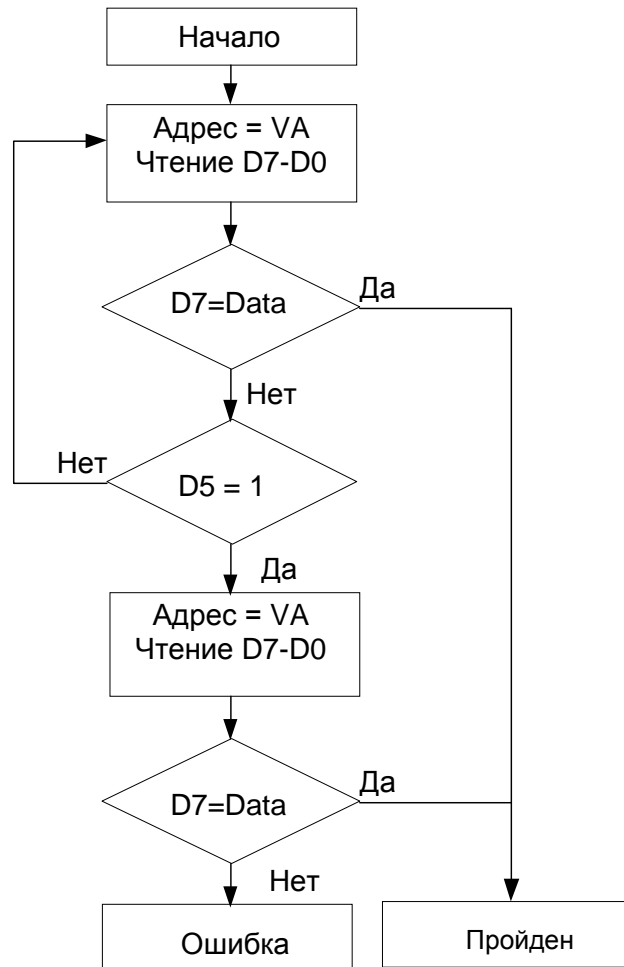 Начало
Адрес = VA
Чтение D7-D0
D7=Data
Да
Нет
Нет
D5 = 1
Да
Адрес = VA
Чтение D7-D0
D7=Data
Да
Нет
Ошибка
Пройден